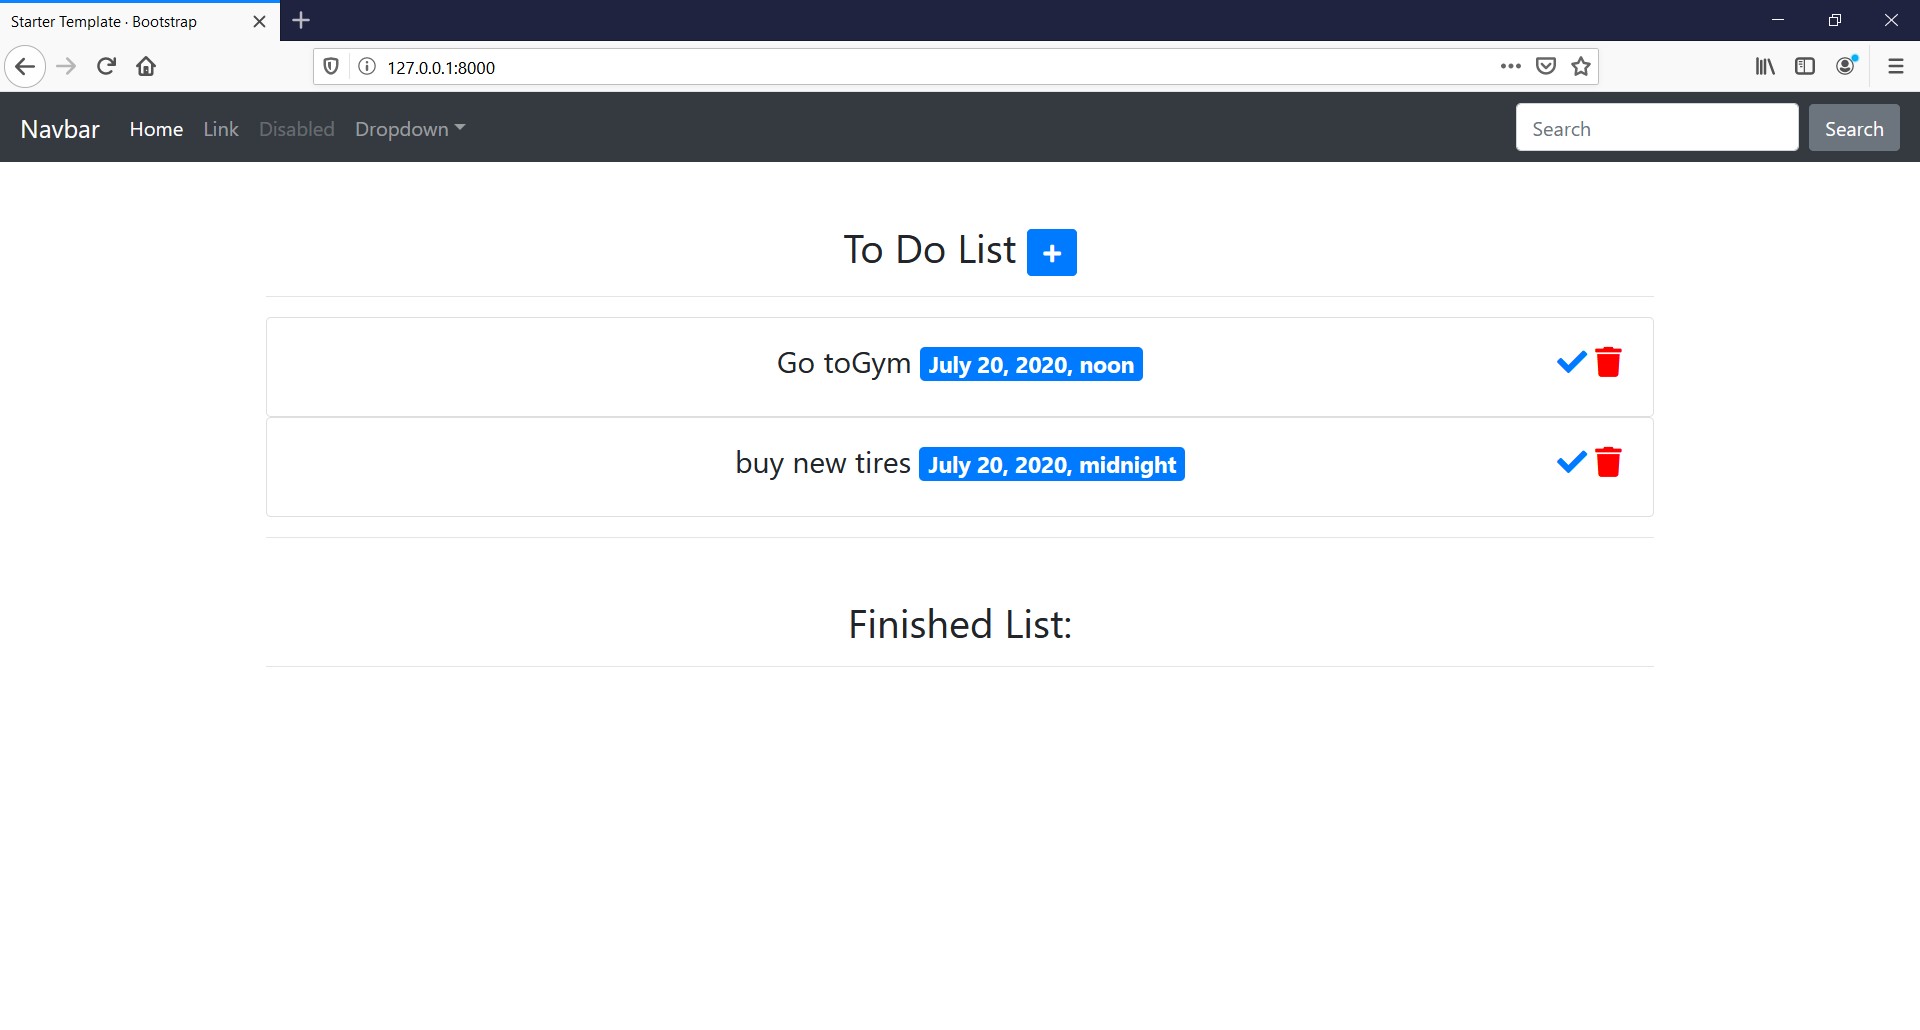 Starter Template · Bootstrap
127.0.0.1:8000
Navbar Home Link Disabled Dropdown Search Search
To Do List +
Go toGym July 20, 2020, noon
buy new tires July 20, 2020, midnight
Finished List: